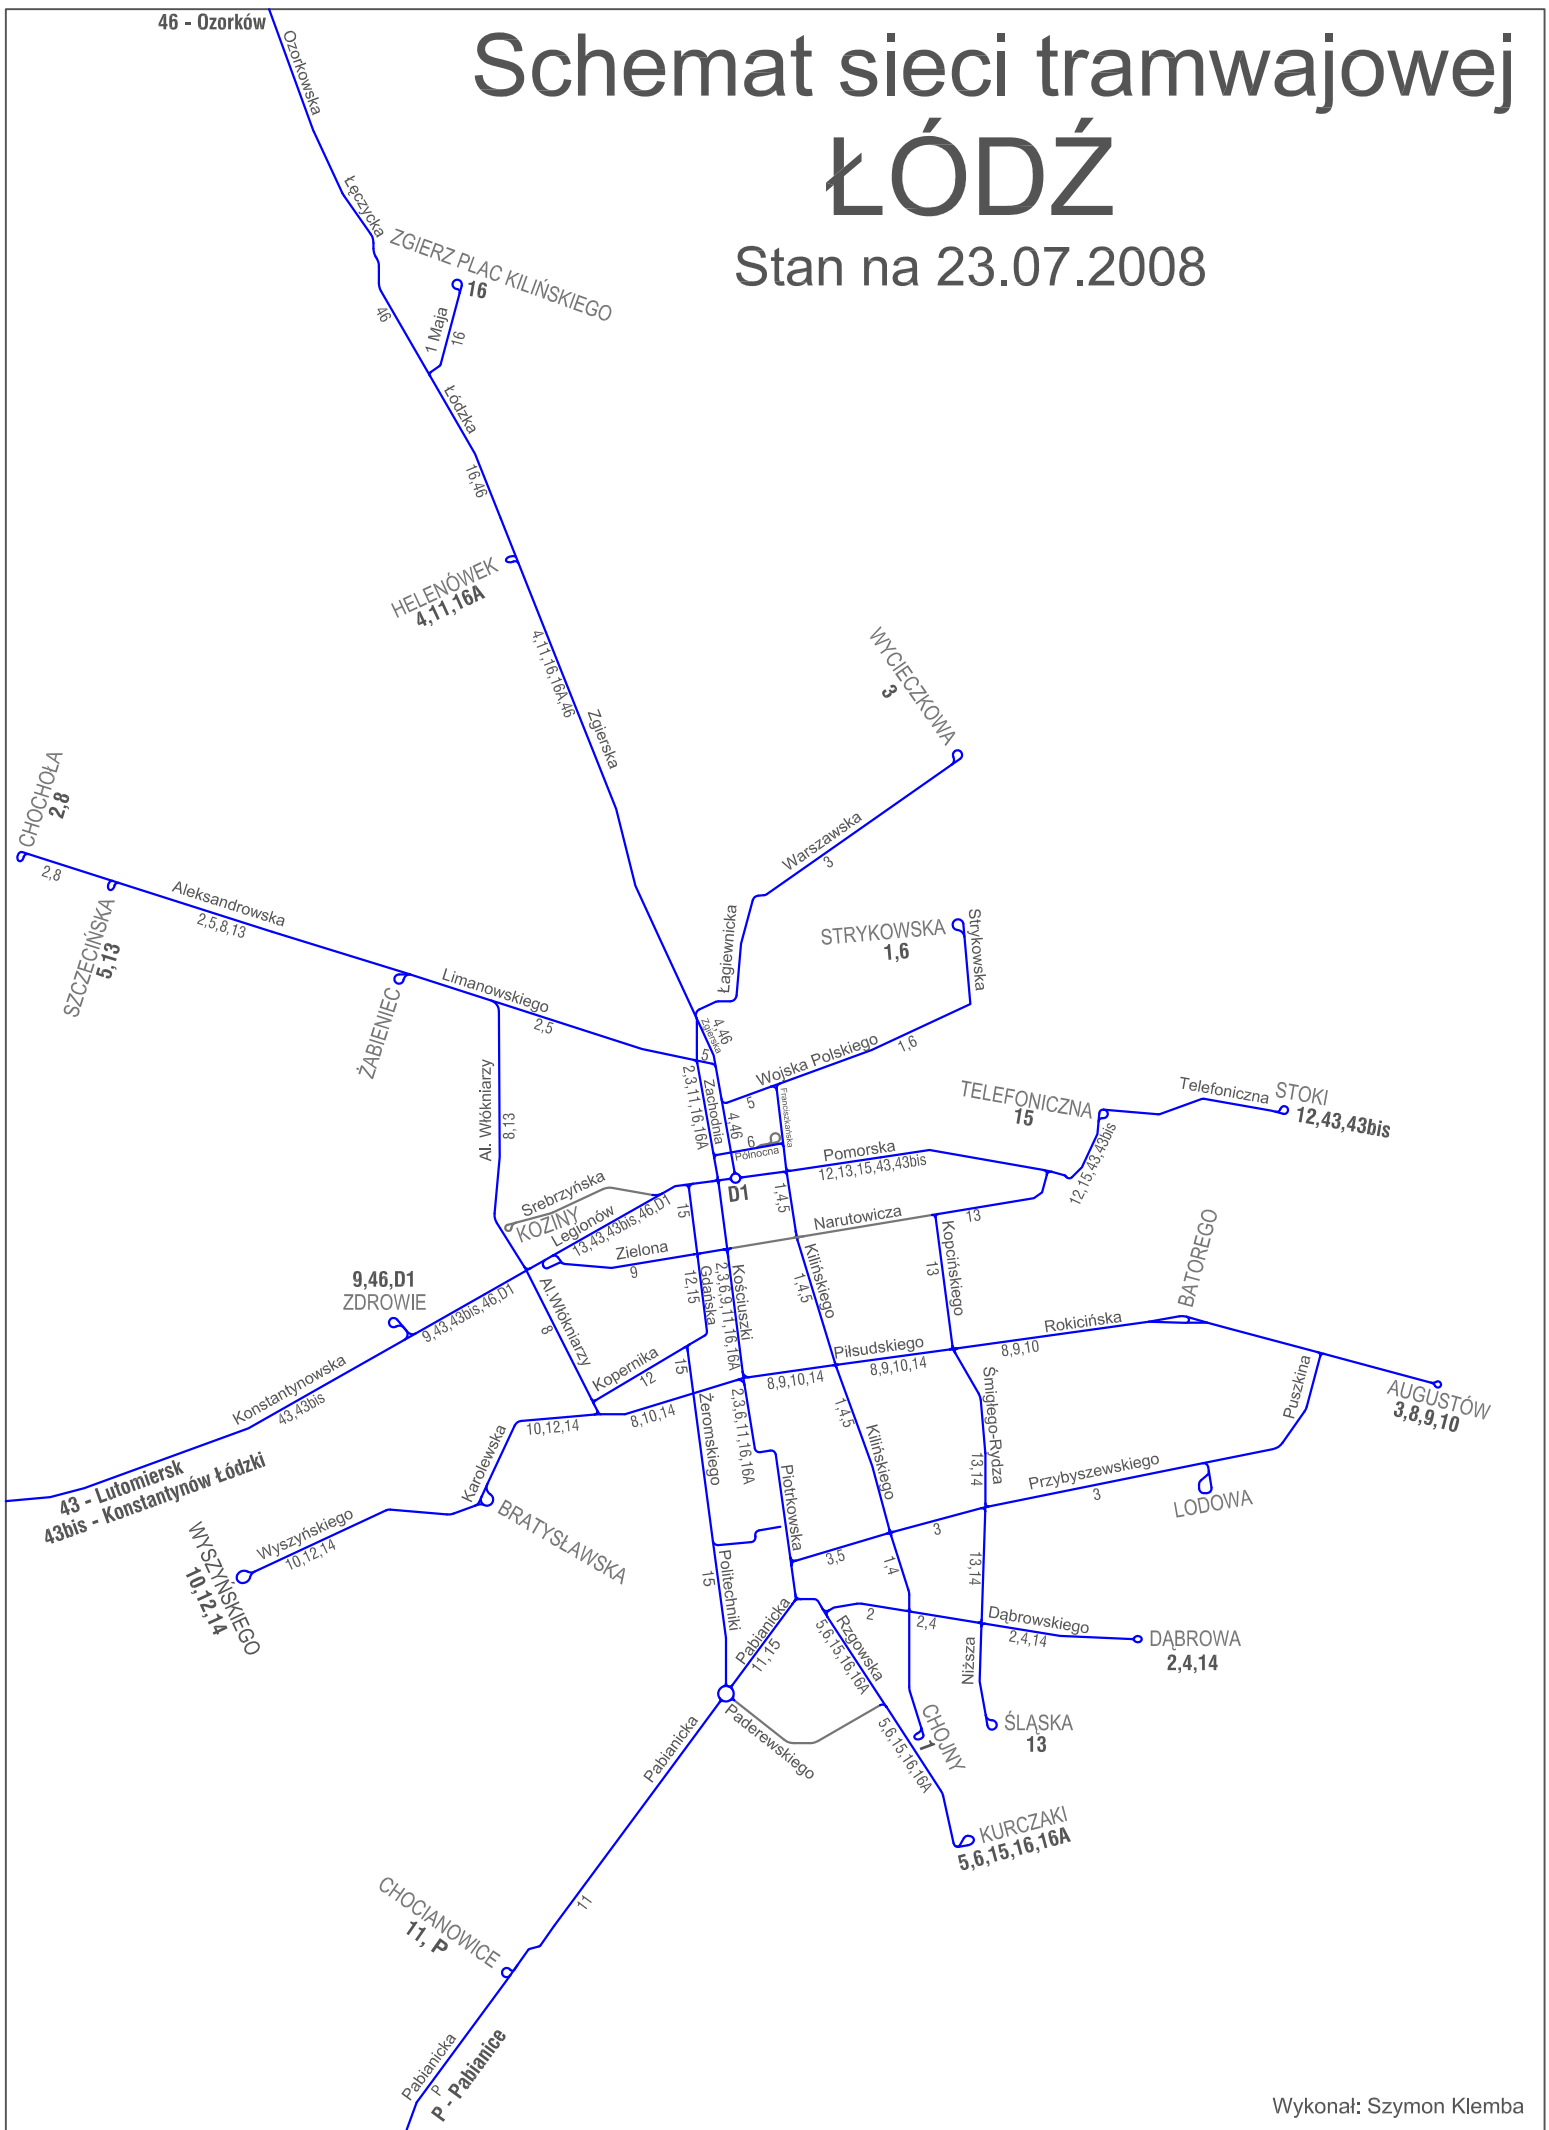 46 - Ozorków
Schemat sieci tramwajowej
ŁÓDŹ
Stan na 23.07.2008
Ozorkowska
Łęczycka
ZGIERZ PLAC KILIŃSKIEGO
16
46
1 Maja
16
Łódzka
16,46
HELENÓWEK
4,11,16A
4,11,16,16A,46
Zgierska
WYCIECZKOWA
3
Warszawska
3
CHOCHOŁA
2,8
2,8
Aleksandrowska
2,5,8,13
SZCZECIŃSKA
5,13
Łagiewnicka
STRYKOWSKA
1,6
Strykowska
Limanowskiego
2,5
ŻABIENIEC
Zgierska
4,46
5
Wojska Polskiego
1,6
5
Al. Włókniarzy
8,13
2,3,11,16,16A
Zachodnia
4,46
Franciszkańska
6
Północna
TELEFONICZNA
15
Telefoniczna
STOKI
12,43,43bis
Pomorska
12,13,15,43,43bis
12,15,43,43bis
D1
1,4,5
Srebrzyńska
KOZINY
Legionów
13,43,43bis,46,D1
15
Narutowicza
13
Zielona
9
Kopcińskiego
13
BATOREGO
9,46,D1
ZDROWIE
9,43,43bis,46,D1
Al.Włókniarzy
8
12,15
Gdańska
Kościuszki
2,3,6,9,11,16,16A
Kilińskiego
1,4,5
Rokicińska
8,9,10
Piłsudskiego
8,9,10,14
8,9,10,14
Konstantynowska
43,43bis
Kopernika
12
15
Puszkina
AUGUSTÓW
3,8,9,10
Karolewska
10,12,14
8,10,14
Żeromskiego
2,3,6,11,16,16A
1,4,5
Kilińskiego
Śmigłego-Rydza
13,14
43 - Lutomiersk
43bis - Konstantynów Łódzki
Piotrkowska
Przybyszewskiego
3
LODOWA
BRATYSŁAWSKA
Wyszyńskiego
10,12,14
WYSZYŃSKIEGO
10,12,14
3,5
3
1,4
13,14
Politechniki
15
Pabianicka
11,15
Rzgowska
5,6,15,16,16A
2
2,4
Dąbrowskiego
2,4,14
DĄBROWA
2,4,14
Niższa
Paderewskiego
Pabianicka
5,6,15,16,16A
CHOJNY
1
ŚLĄSKA
13
KURCZAKI
5,6,15,16,16A
11
CHOCIANOWICE
11, P
Pabianicka
P
P - Pabianice
Wykonał: Szymon Klemba